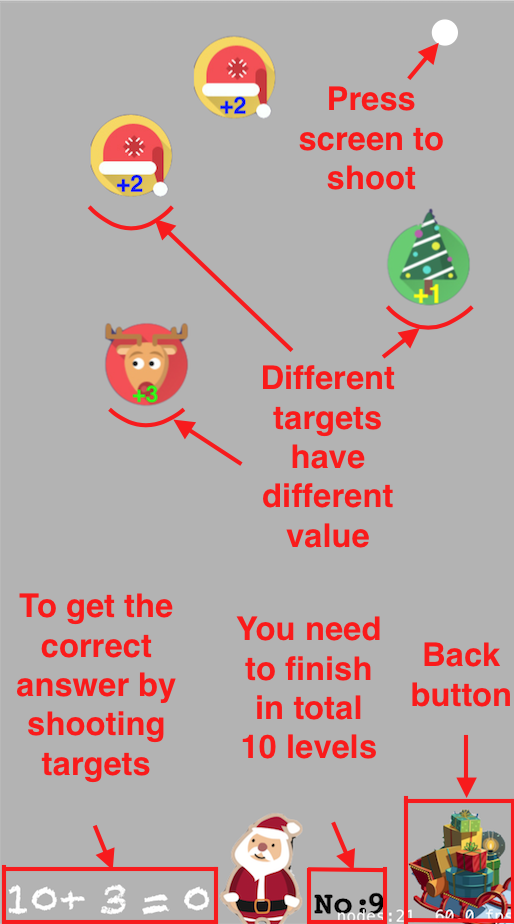 +2
Press
screen to
shoot
+2
+1
+3
Different
targets
have
different
value
To get the
correct
answer by
shooting
targets
You need
to finish
in total
10 levels
Back
button
10+ 3 = 0
No:9
nodes:21 60.0 fps